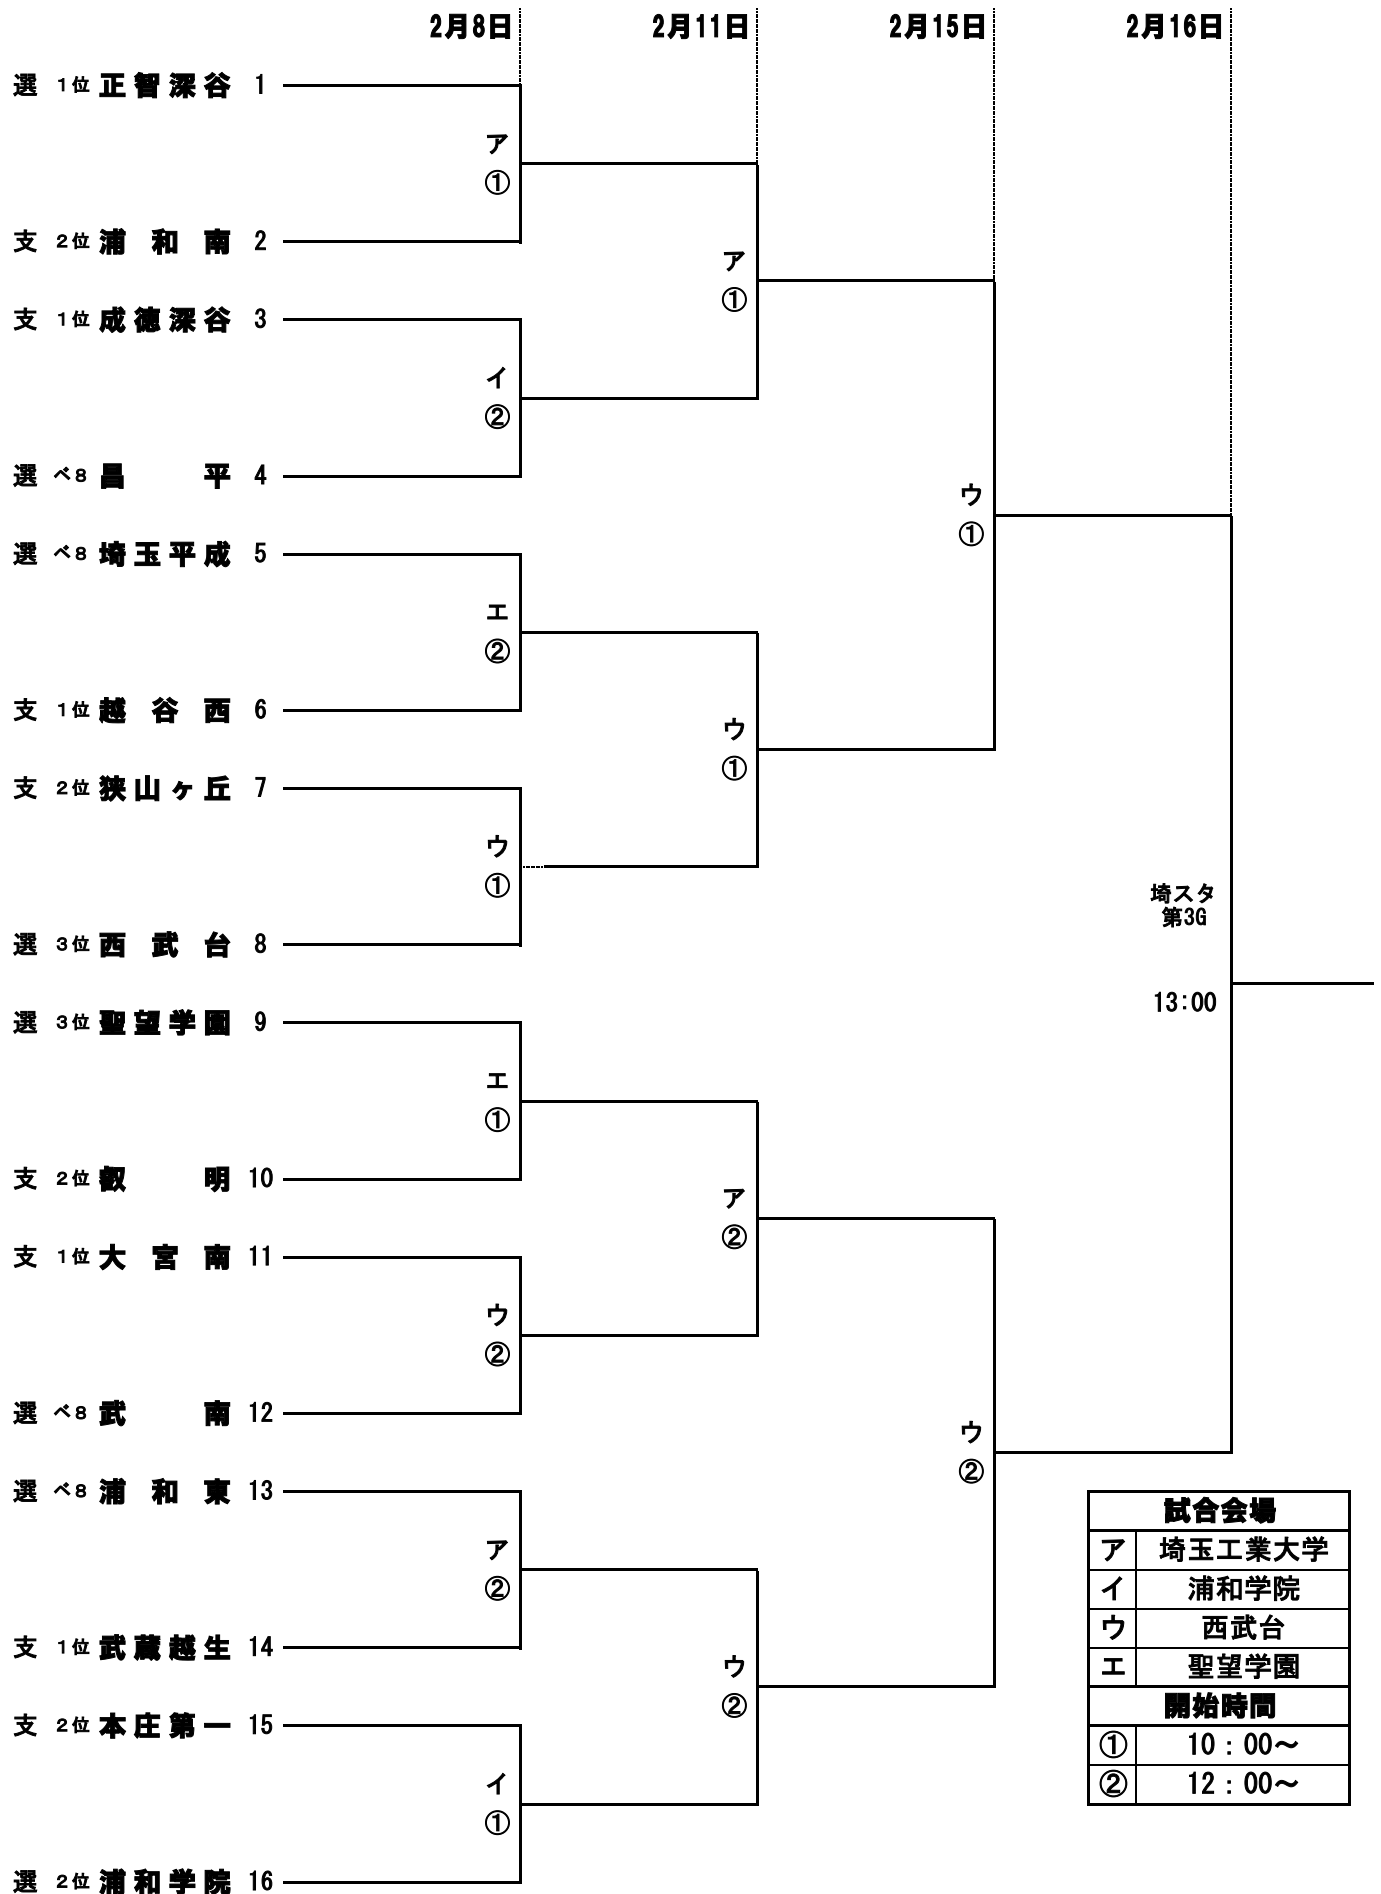 2月8日 2月11日 2月15日 2月16日
選 1位 正智深谷 1
ア
①
支 2位 浦和南 2
ア
①
支 1位 成徳深谷 3
イ
②
選 ベ8 昌平 4
ウ
①
選 ベ8 埼玉平成 5
エ
②
支 1位 越谷西 6
ウ
①
支 2位 狭山ヶ丘 7
ウ
①
埼スタ
第3G
選 3位 西武台 8
13:00
選 3位 聖望学園 9
エ
①
支 2位 叡明 10
ア
②
支 1位 大宮南 11
ウ
②
選 ベ8 武南 12
ウ
②
選 ベ8 浦和東 13
ア
②
支 1位 武蔵越生 14
ウ
②
支 2位 本庄第一 15
イ
①
選 2位 浦和学院 16
試合会場
ア 埼玉工業大学
イ 浦和学院
ウ 西武台
エ 聖望学園
開始時間
① 10：00～
② 12：00～